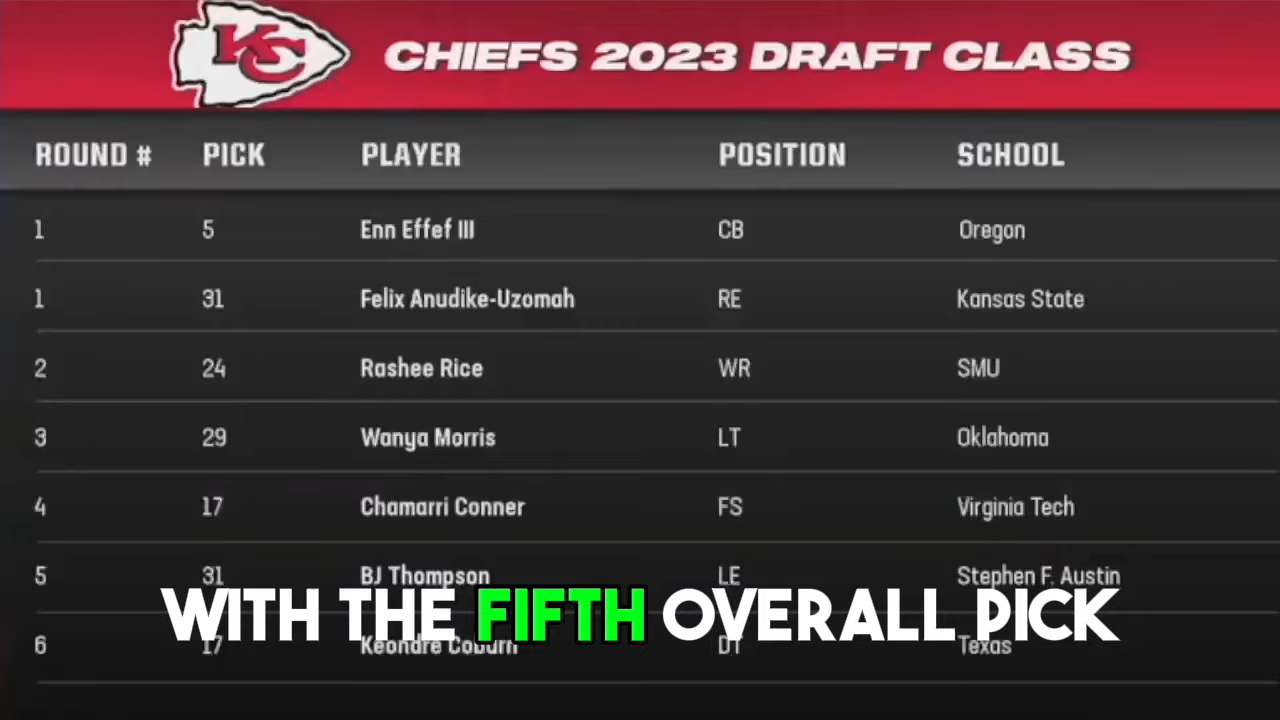 KC
CHIEFS 2023 DRAFT CLASS
ROUND # PICK PLAYER POSITION SCHOOL
1 5 Enn Effef III CB Oregon
1 31 Felix Anudike-Uzomah RE Kansas State
2 24 Rashee Rice WR SMU
3 29 Wanya Morris LT Oklahoma
4 17 Chamarri Conner FS Virginia Tech
5 31 BJ Thompson LE Stephen F. Austin
WITH THE FIFTH OVERALL PICK
6 17 Keondre Coburn DT Texas